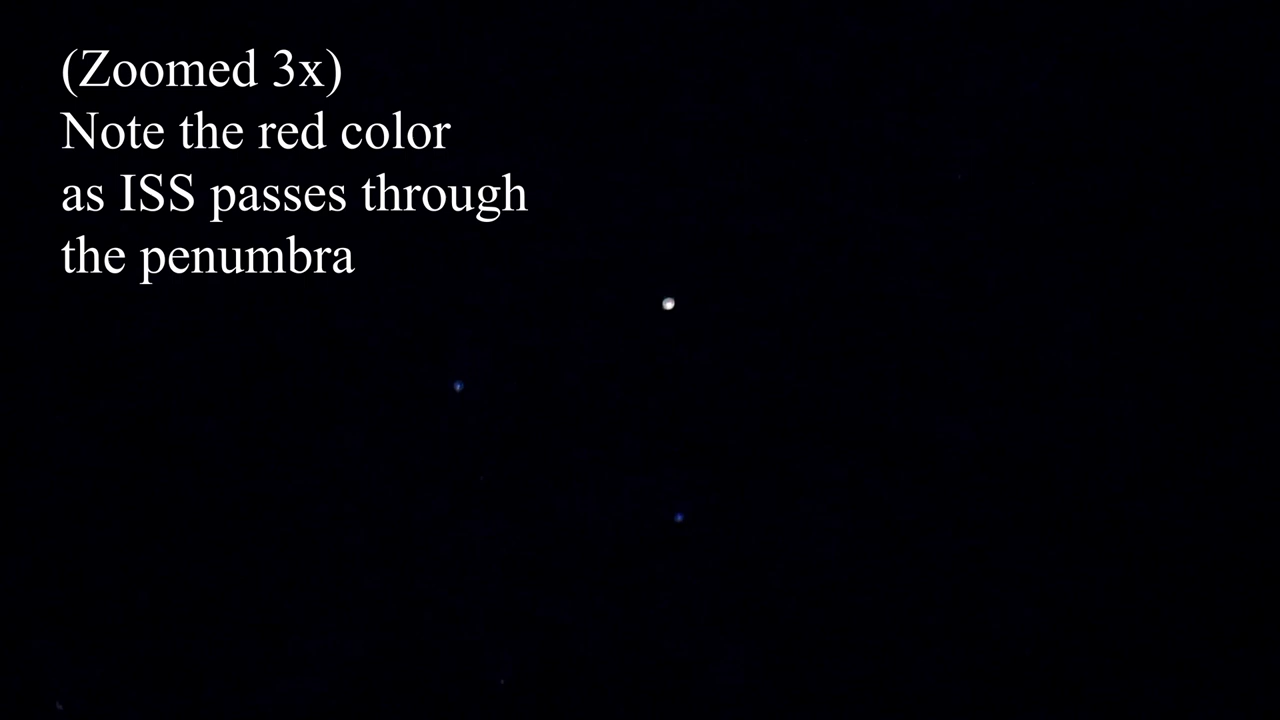 (Zoomed 3x)
Note the red color
as ISS passes through
the penumbra